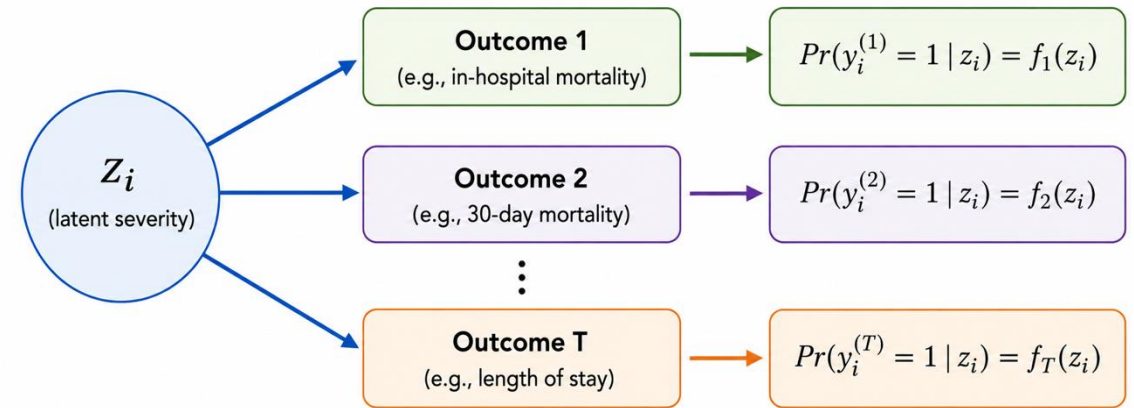 Outcome 1
(e.g., in-hospital mortality)
Pr(y_i^{(1)} = 1 | z_i) = f_1(z_i)
z_i
(latent severity)
Outcome 2
(e.g., 30-day mortality)
Pr(y_i^{(2)} = 1 | z_i) = f_2(z_i)
⋮
Outcome T
(e.g., length of stay)
Pr(y_i^{(T)} = 1 | z_i) = f_T(z_i)